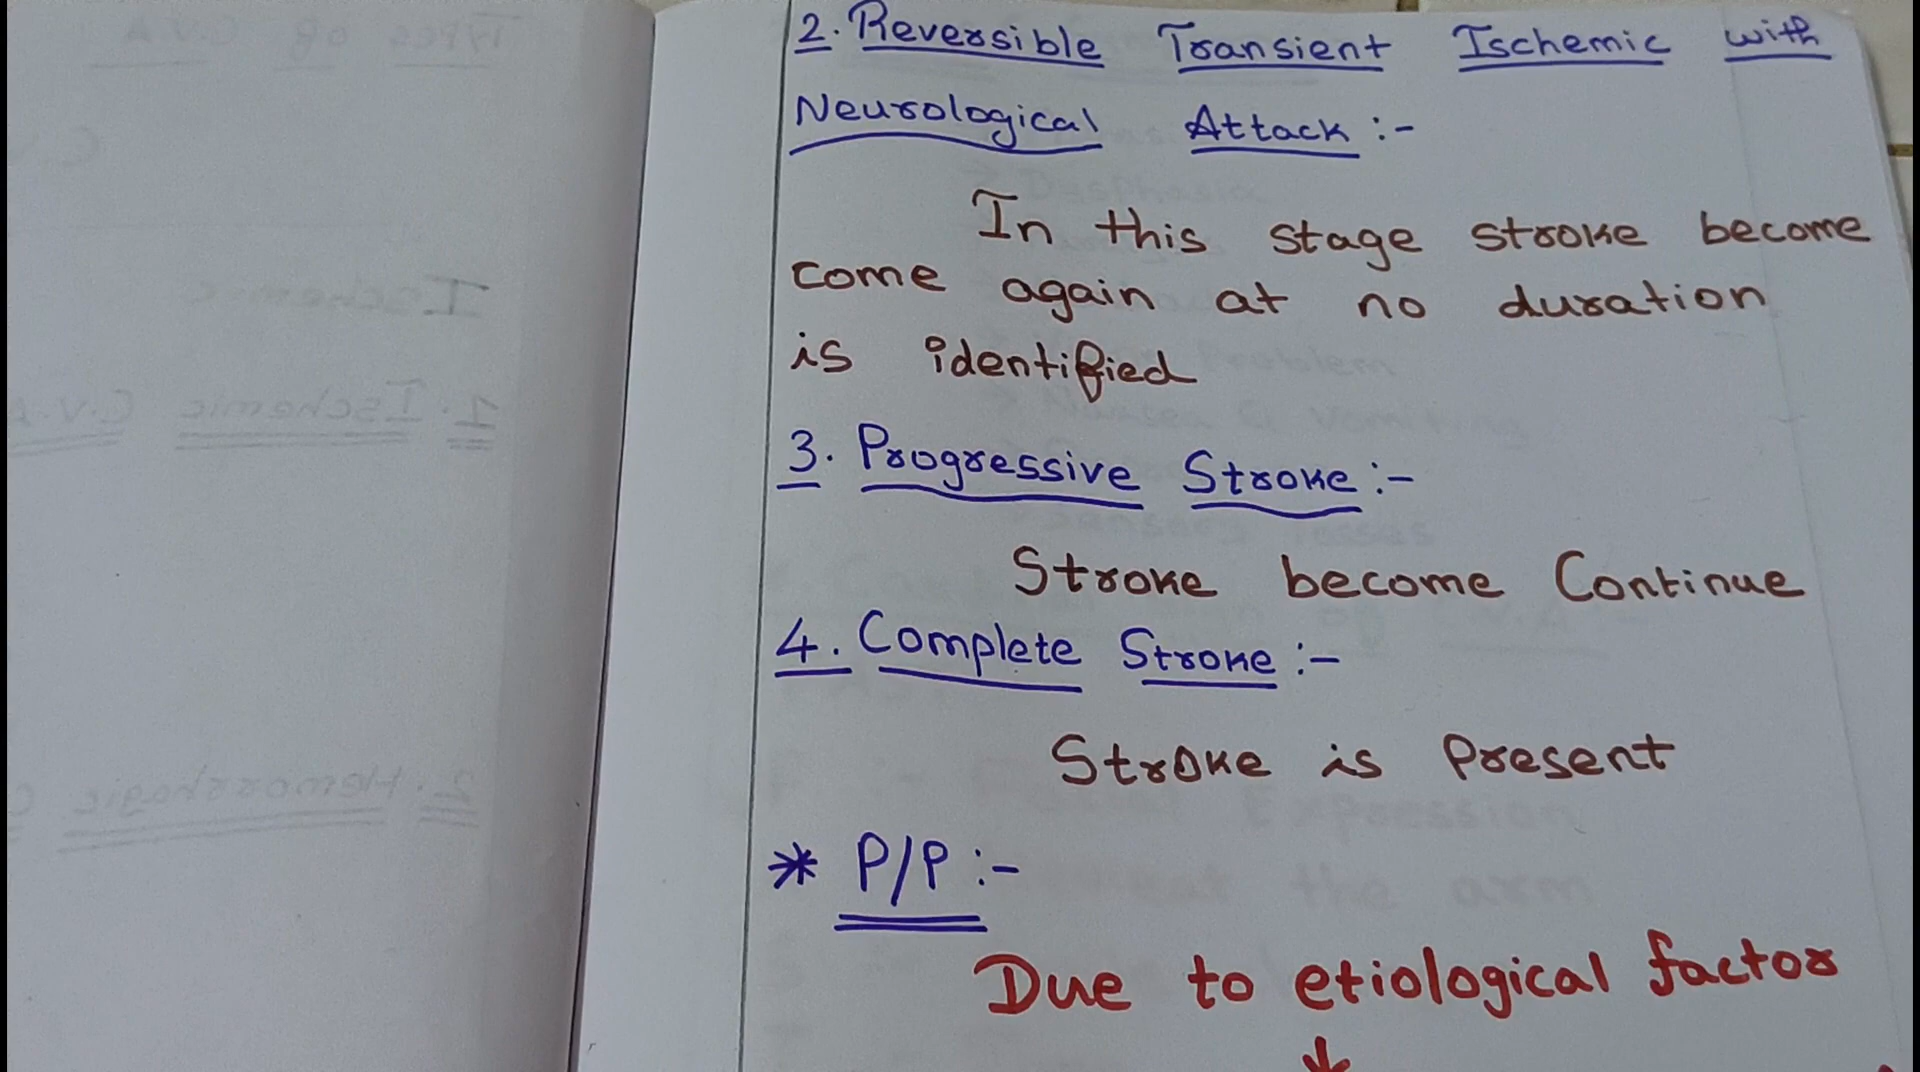 2. Reversible Transient Ischemic with
Neurological Attack :-
In this stage stroke become
come again at no duration
is identified
3. Progressive Stroke :-
Stroke become Continue
4. Complete Stroke :-
Stroke is Present
* P/P :-
Due to etiological factor
↓